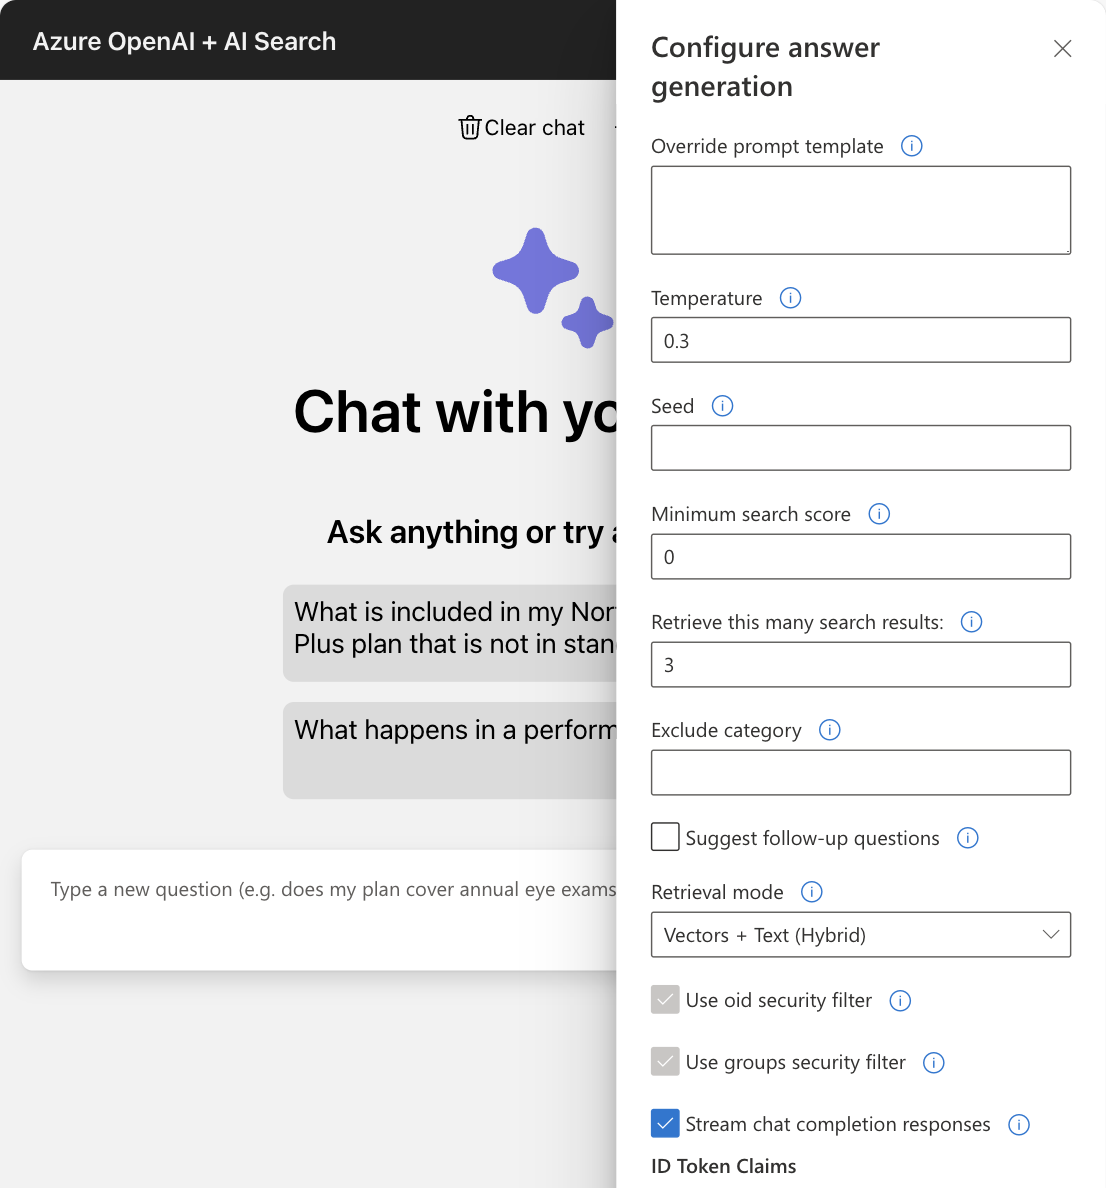 Azure OpenAI + AI Search
Clear chat
Chat with yo
Ask anything or try
What is included in my Nor
Plus plan that is not in stan
What happens in a perform
Type a new question (e.g. does my plan cover annual eye exams
Configure answer
generation
Override prompt template
Temperature
0.3
Seed
Minimum search score
0
Retrieve this many search results:
3
Exclude category
Suggest follow-up questions
Retrieval mode
Vectors + Text (Hybrid)
Use oid security filter
Use groups security filter
Stream chat completion responses
ID Token Claims